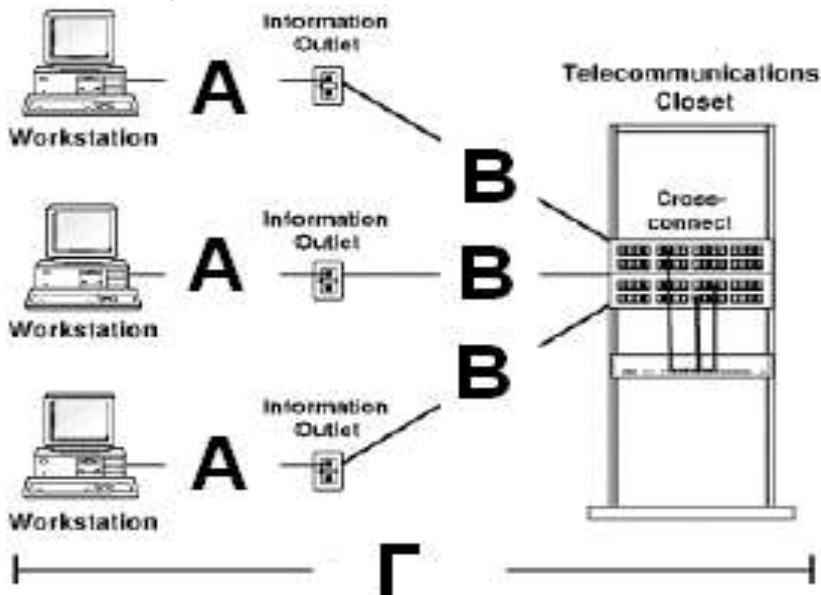 Information
Outlet
A
Workstation
Telecommunications
Closet
B
Cross-
connect
Information
Outlet
A
B
Workstation
B
Information
Outlet
A
Workstation
Γ